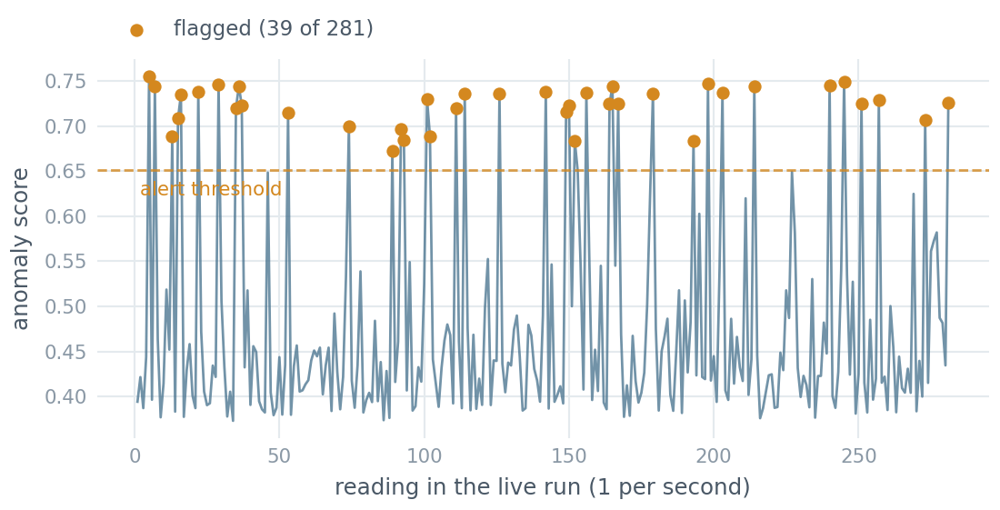 flagged (39 of 281)
anomaly score
0.75
0.70
0.65
alert threshold
0.60
0.55
0.50
0.45
0.40
0 50 100 150 200 250
reading in the live run (1 per second)